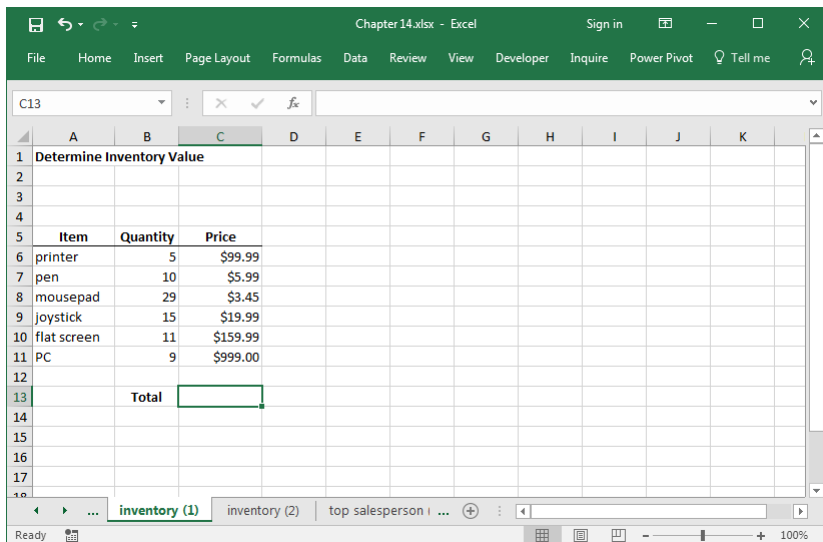 Chapter 14.xlsx - Excel Sign in
File Home Insert Page Layout Formulas Data Review View Developer Inquire Power Pivot Tell me
C13 fx
A B C D E F G H I J K
1 Determine Inventory Value
2
3
4
5 Item Quantity Price
6 printer 5 $99.99
7 pen 10 $5.99
8 mousepad 29 $3.45
9 joystick 15 $19.99
10 flat screen 11 $159.99
11 PC 9 $999.00
12
13 Total
14
15
16
17
... inventory (1) inventory (2) top salesperson ...
Ready 100%